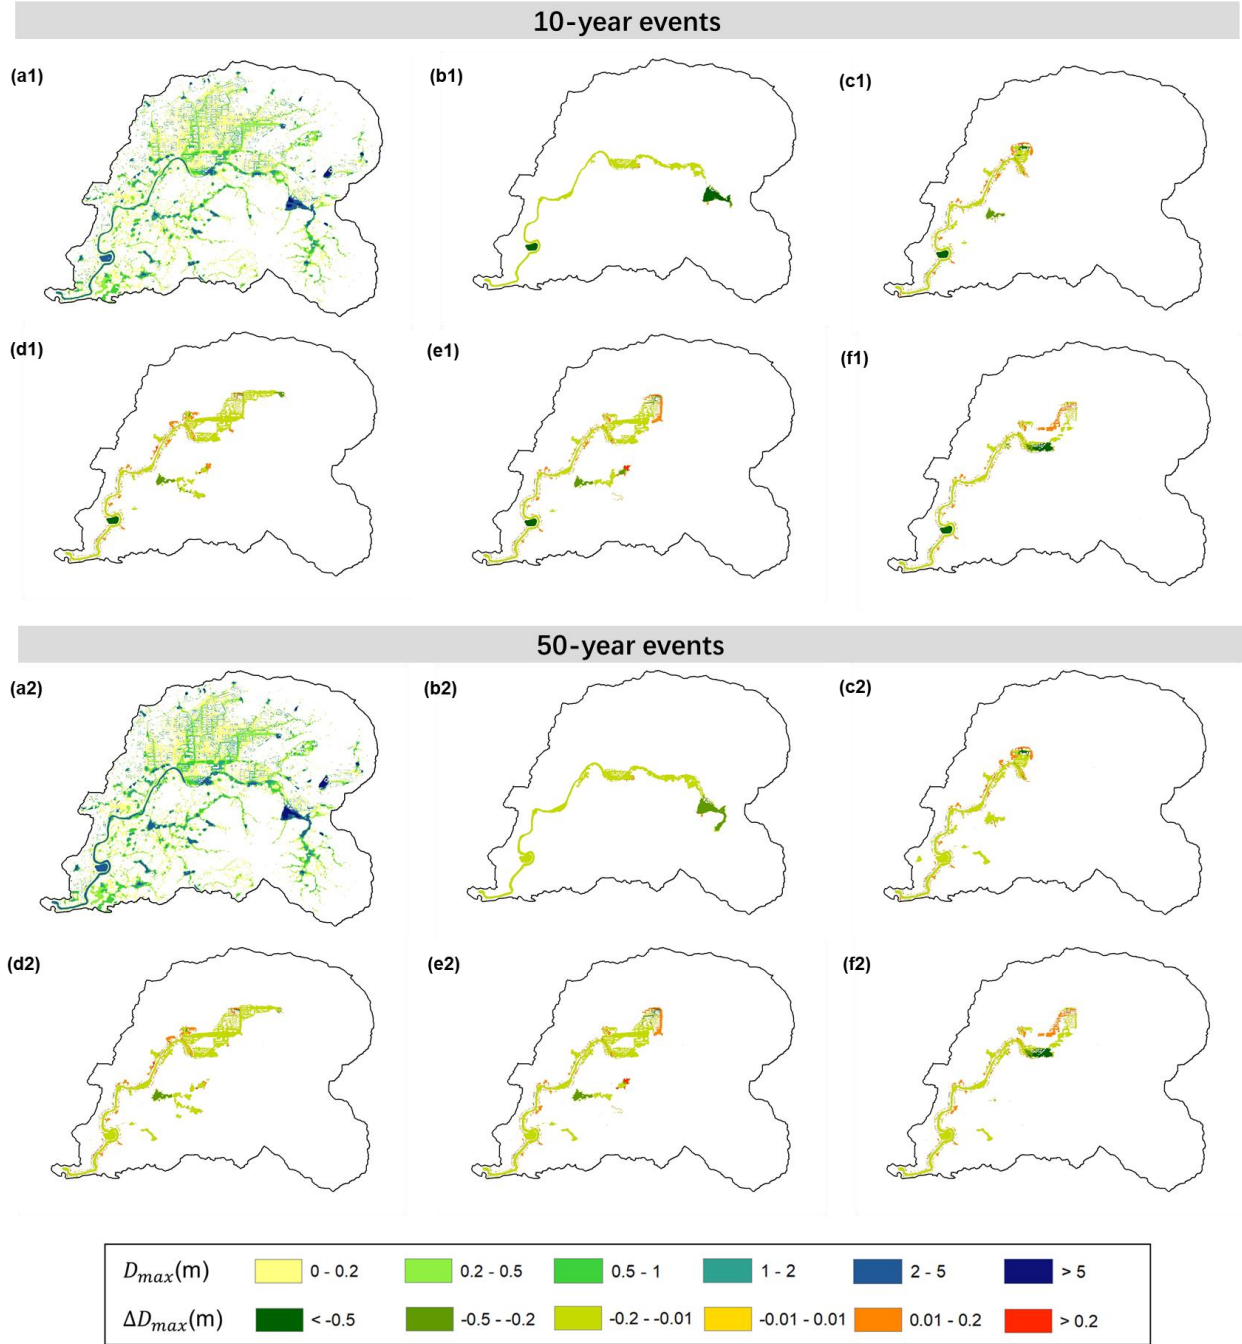 10-year events
(a1)
(b1)
(c1)
(d1)
(e1)
(f1)
50-year events
(a2)
(b2)
(c2)
(d2)
(e2)
(f2)
D_max(m) 0 - 0.2 0.2 - 0.5 0.5 - 1 1 - 2 2 - 5 > 5
ΔD_max(m) < -0.5 -0.5 - -0.2 -0.2 - -0.01 -0.01 - 0.01 0.01 - 0.2 > 0.2